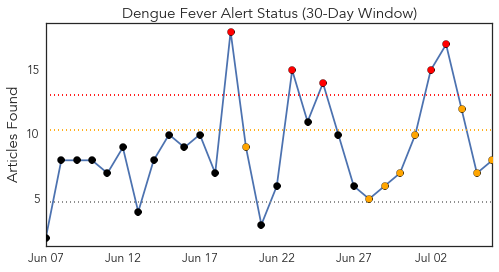 Dengue Fever Alert Status (30-Day Window)
Articles Found
15
10
5
Jun 07 Jun 12 Jun 17 Jun 22 Jun 27 Jul 02